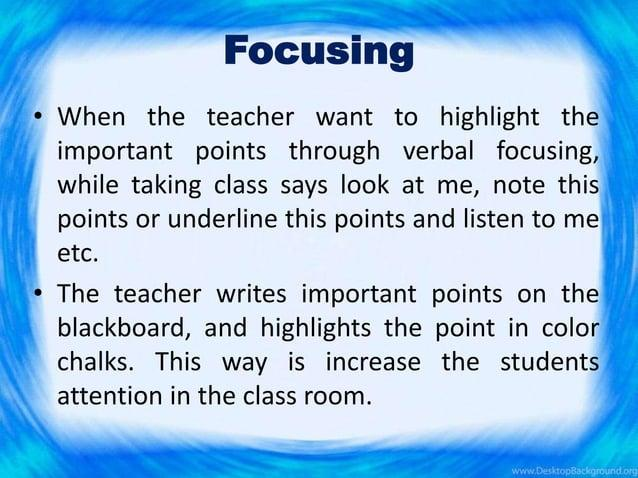 Focusing
• When the teacher want to highlight the
important points through verbal focusing,
while taking class says look at me, note this
points or underline this points and listen to me
etc.
• The teacher writes important points on the
blackboard, and highlights the point in color
chalks. This way is increase the students
attention in the class room.
www.DesktopBackground.org